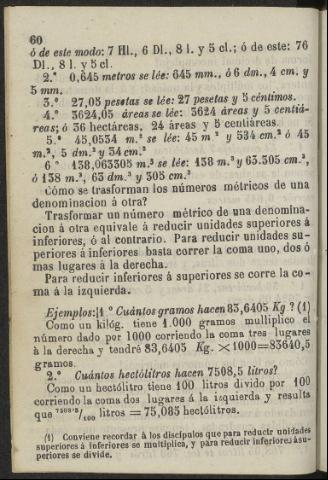 60
ó de este modo: 7 Hl., 6 Dl., 8 l. y 5 cl.; ó de este: 76
Dl., 8 l. y 5 cl.
2.º 0,645 metros se lée: 645 mm., ó 6 dm., 4 cm. y
5 mm.
3.º 27,05 pesetas se lée: 27 pesetas y 5 céntimos.
4.º 3624,05 áreas se lée: 3624 áreas y 5 centiá-
reas; ó 36 hectáreas, 24 áreas y 5 centiáreas.
5.º 45,0534 m.² se lée: 45 m.² y 534 cm.² ó 45
m.², 5 dm.² y 34 cm.²
6.º 138,063305 m.³ se lée: 138 m.³ y 63.305 cm.³,
ó 138 m.³, 63 dm.³ y 305 cm.³
Cómo se trasforman los números métricos de una
denominacion á otra?
Trasformar un número métrico de una denomina-
cion á otra equivale á reducir unidades superiores á
inferiores, ó al contrario. Para reducir unidades su-
periores á inferiores basta correr la coma uno, dos ó
mas lugares á la derecha.
Para reducir inferiores á superiores se corre la co-
ma á la izquierda.
Ejemplos: 1.º Cuántos gramos hacen 83,6405 Kg.? (1)
Como un kilóg. tiene 1.000 gramos multiplico el
número dado por 1000 corriendo la coma tres lugares
á la derecha y tendré 83,6405 Kg. ×1000=83640,5
gramos.
2.º Cuántos hectólitros hacen 7508,5 litros?
Como un hectólitro tiene 100 litros divido por 100
corriendo la coma dos lugares á la izquierda y resulta
que 7508'5/100 litros = 75,085 hectólitros.
(1) Conviene recordar á los discípulos que para reducir unidades
superiores á inferiores se multiplica, y para reducir inferiores á su-
periores se divide.